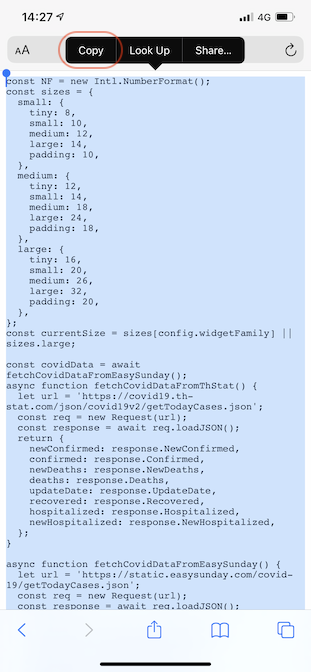 14:27
4G
AA
Copy
Look Up
Share...
const NF = new Intl.NumberFormat();
const sizes = {
  small: {
    tiny: 8,
    small: 10,
    medium: 12,
    large: 14,
    padding: 10,
  },
  medium: {
    tiny: 12,
    small: 14,
    medium: 18,
    large: 24,
    padding: 18,
  },
  large: {
    tiny: 16,
    small: 20,
    medium: 26,
    large: 32,
    padding: 20,
  },
};
const currentSize = sizes[config.widgetFamily] ||
sizes.large;

const covidData = await
fetchCovidDataFromEasySunday();
async function fetchCovidDataFromThStat() {
  let url = 'https://covid19.th-
stat.com/json/covid19v2/getTodayCases.json';
  const req = new Request(url);
  const response = await req.loadJSON();
  return {
    newConfirmed: response.NewConfirmed,
    confirmed: response.Confirmed,
    newDeaths: response.NewDeaths,
    deaths: response.Deaths,
    updateDate: response.UpdateDate,
    recovered: response.Recovered,
    hospitalized: response.Hospitalized,
    newHospitalized: response.NewHospitalized,
  };
}

async function fetchCovidDataFromEasySunday() {
  let url = 'https://static.easysunday.com/covid-
19/getTodayCases.json';
  const req = new Request(url);
  const response = await req.loadJSON();